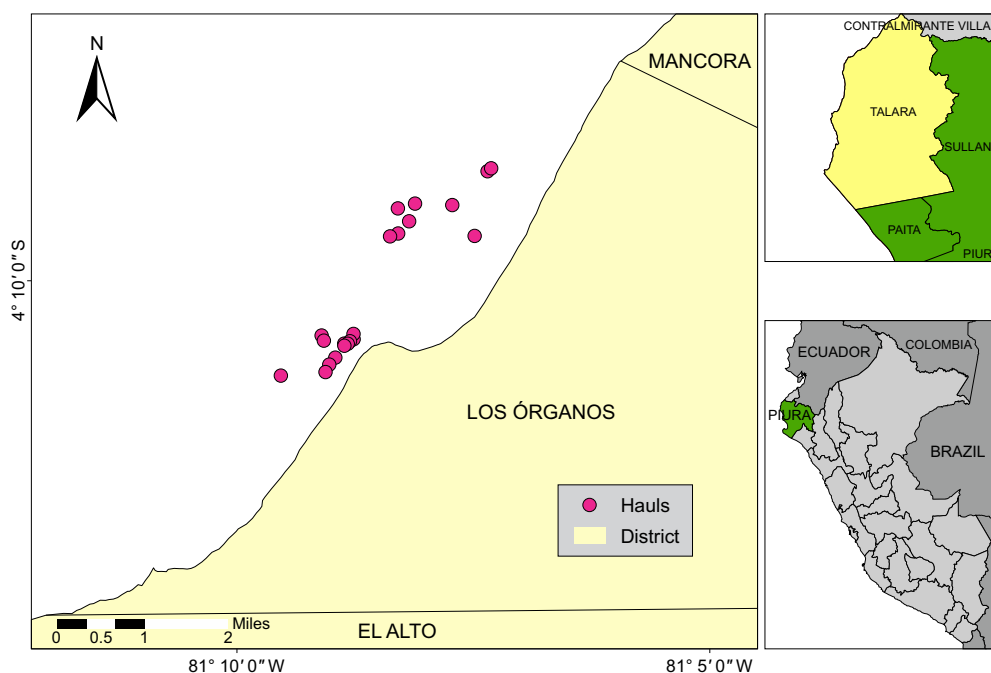 N
MANCORA
4° 10′0″S
LOS ÓRGANOS
Hauls
District
EL ALTO
0 0.5 1 2 Miles
81° 10′0″W 81° 5′0″W
CONTRALMIRANTE VILLA
TALARA
SULLAN
PAITA
PIUR
ECUADOR
COLOMBIA
PIURA
BRAZIL